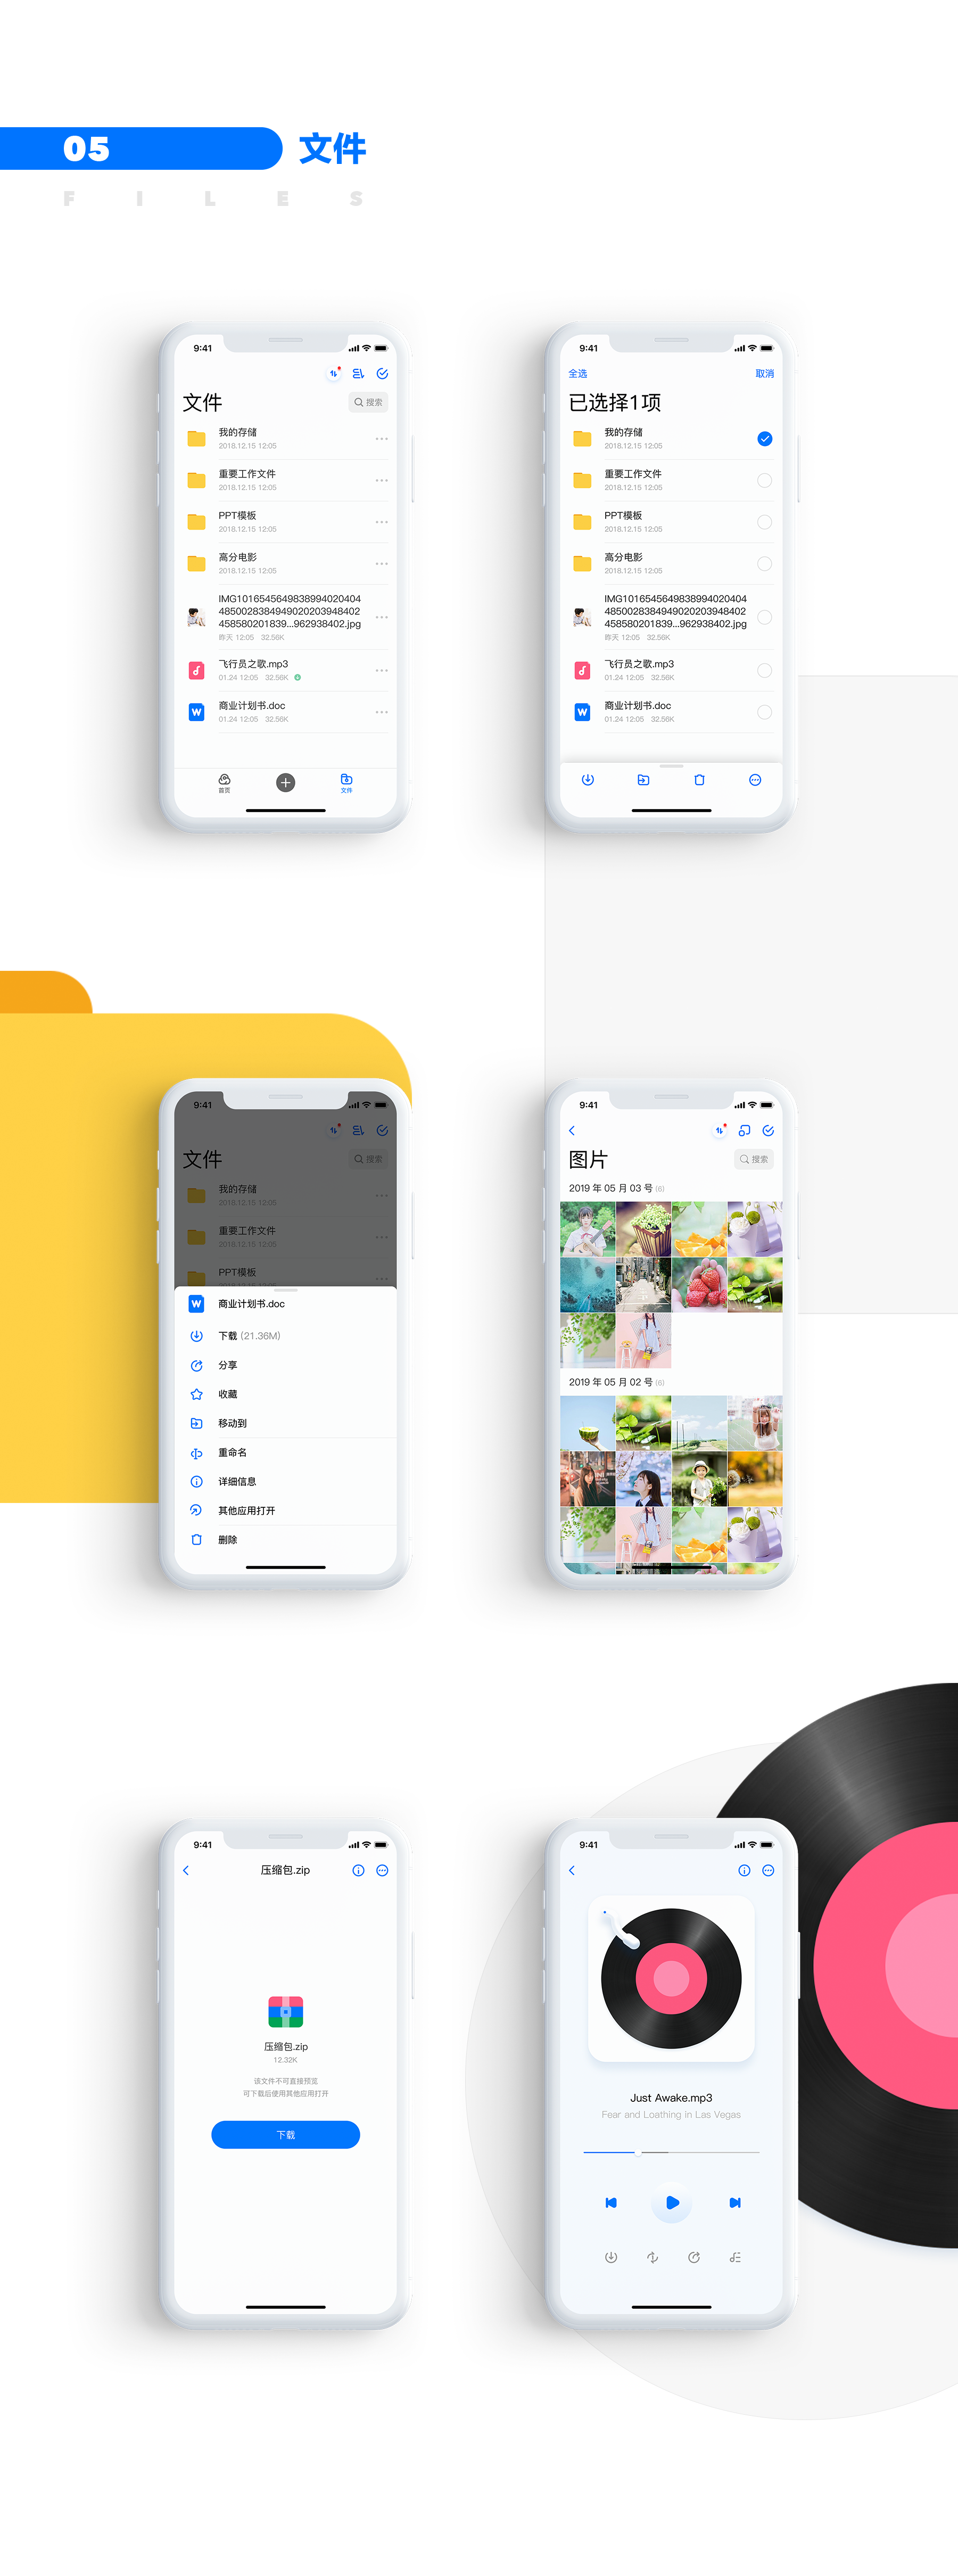 05 文件
FILES
9:41
文件
搜索
我的存储
2018.12.15 12:05
重要工作文件
2018.12.15 12:05
PPT模板
2018.12.15 12:05
高分电影
2018.12.15 12:05
IMG1016545649838994020404
4850028384949020203948402
458580201839...962938402.jpg
昨天 12:05 32.56K
飞行员之歌.mp3
01.24 12:05 32.56K
商业计划书.doc
01.24 12:05 32.56K
首页
文件
9:41
全选 取消
已选择1项
我的存储
2018.12.15 12:05
重要工作文件
2018.12.15 12:05
PPT模板
2018.12.15 12:05
高分电影
2018.12.15 12:05
IMG1016545649838994020404
4850028384949020203948402
458580201839...962938402.jpg
昨天 12:05 32.56K
飞行员之歌.mp3
01.24 12:05 32.56K
商业计划书.doc
01.24 12:05 32.56K
9:41
文件
搜索
我的存储
2018.12.15 12:05
重要工作文件
2018.12.15 12:05
PPT模板
W
商业计划书.doc
下载 (21.36M)
分享
收藏
移动到
重命名
详细信息
其他应用打开
删除
9:41
图片
搜索
2019 年 05 月 03 号 (6)
2019 年 05 月 02 号 (6)
9:41
压缩包.zip
压缩包.zip
12.32K
该文件不可直接预览
可下载后使用其他应用打开
下载
9:41
Just Awake.mp3
Fear and Loathing in Las Vegas